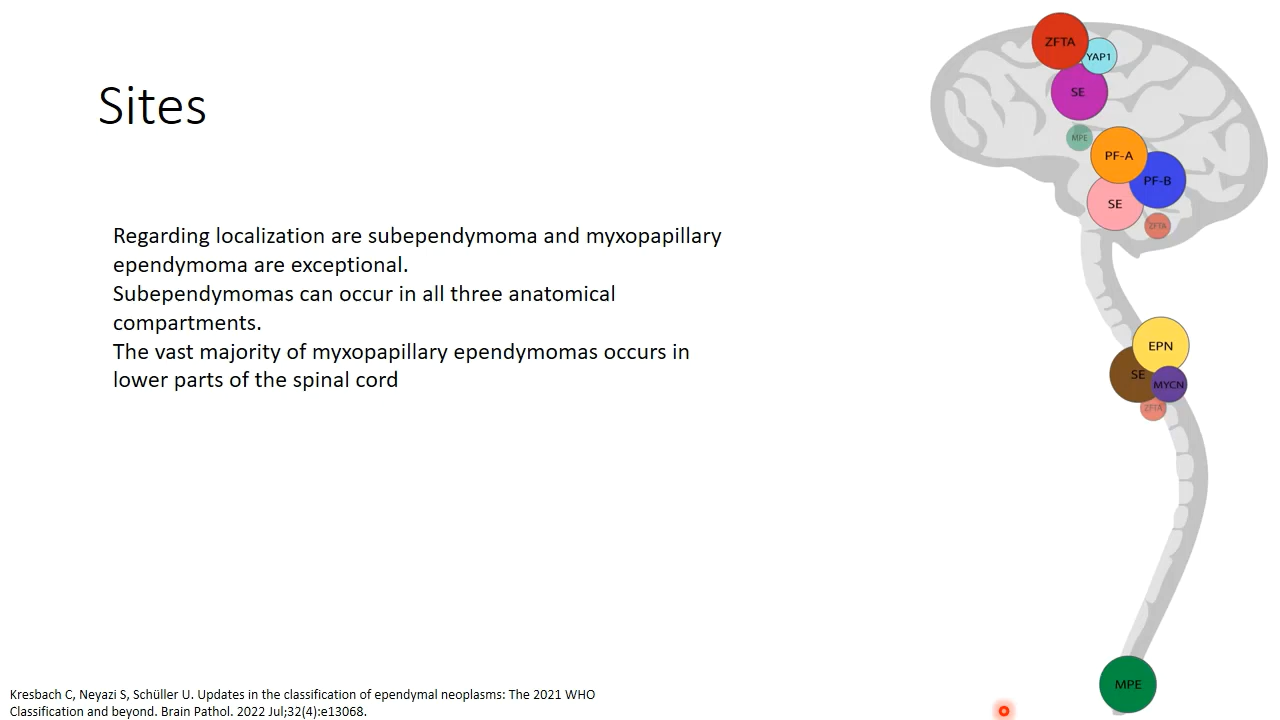 Sites
Regarding localization are subependymoma and myxopapillary
ependymoma are exceptional.
Subependymomas can occur in all three anatomical
compartments.
The vast majority of myxopapillary ependymomas occurs in
lower parts of the spinal cord
ZFTA
YAP1
SE
MPE
PF-A
PF-B
SE
ZFTA
EPN
SE
MYCN
ZFTA
MPE
Kresbach C, Neyazi S, Schüller U. Updates in the classification of ependymal neoplasms: The 2021 WHO
Classification and beyond. Brain Pathol. 2022 Jul;32(4):e13068.